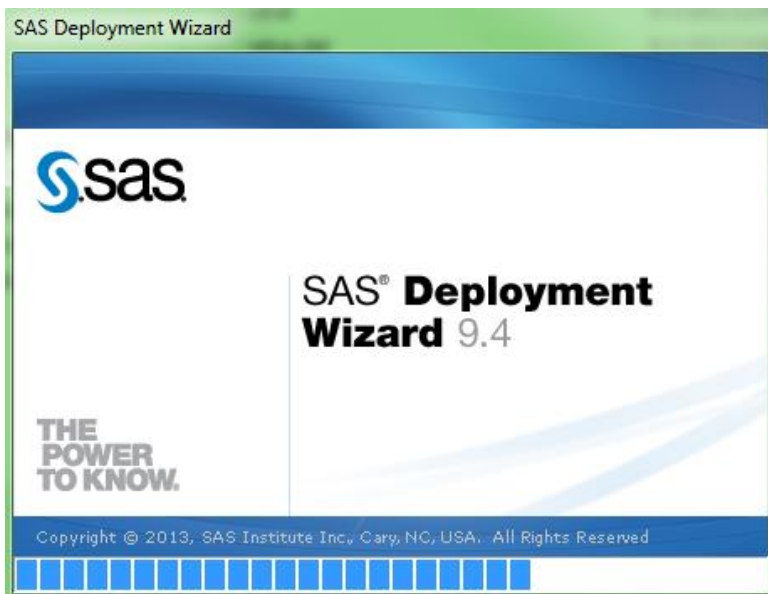 SAS Deployment Wizard
sas
SAS® Deployment
Wizard 9.4
THE
POWER
TO KNOW.
Copyright © 2013, SAS Institute Inc., Cary, NC, USA. All Rights Reserved